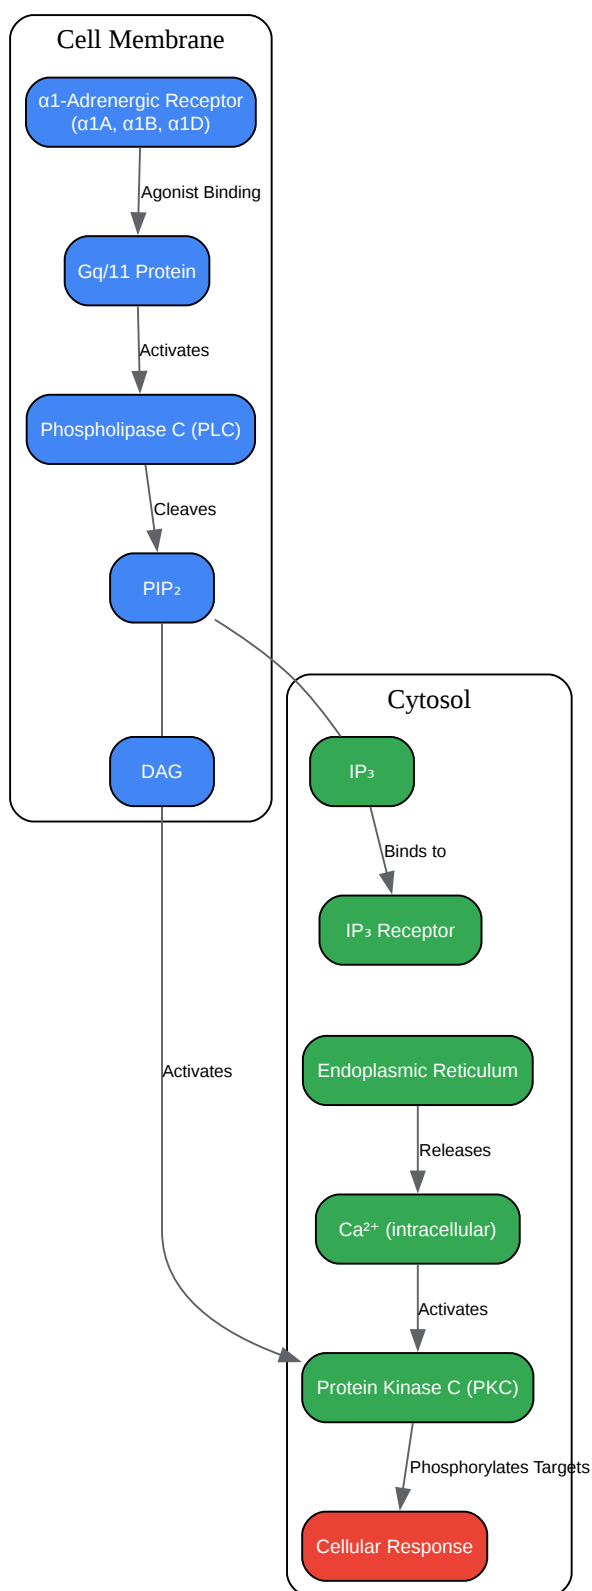 Cell Membrane
α1-Adrenergic Receptor
(α1A, α1B, α1D)
Agonist Binding
Gq/11 Protein
Activates
Phospholipase C (PLC)
Cleaves
PIP₂
DAG
Cytosol
IP₃
Binds to
IP₃ Receptor
Endoplasmic Reticulum
Activates
Releases
Ca²⁺ (intracellular)
Activates
Protein Kinase C (PKC)
Phosphorylates Targets
Cellular Response